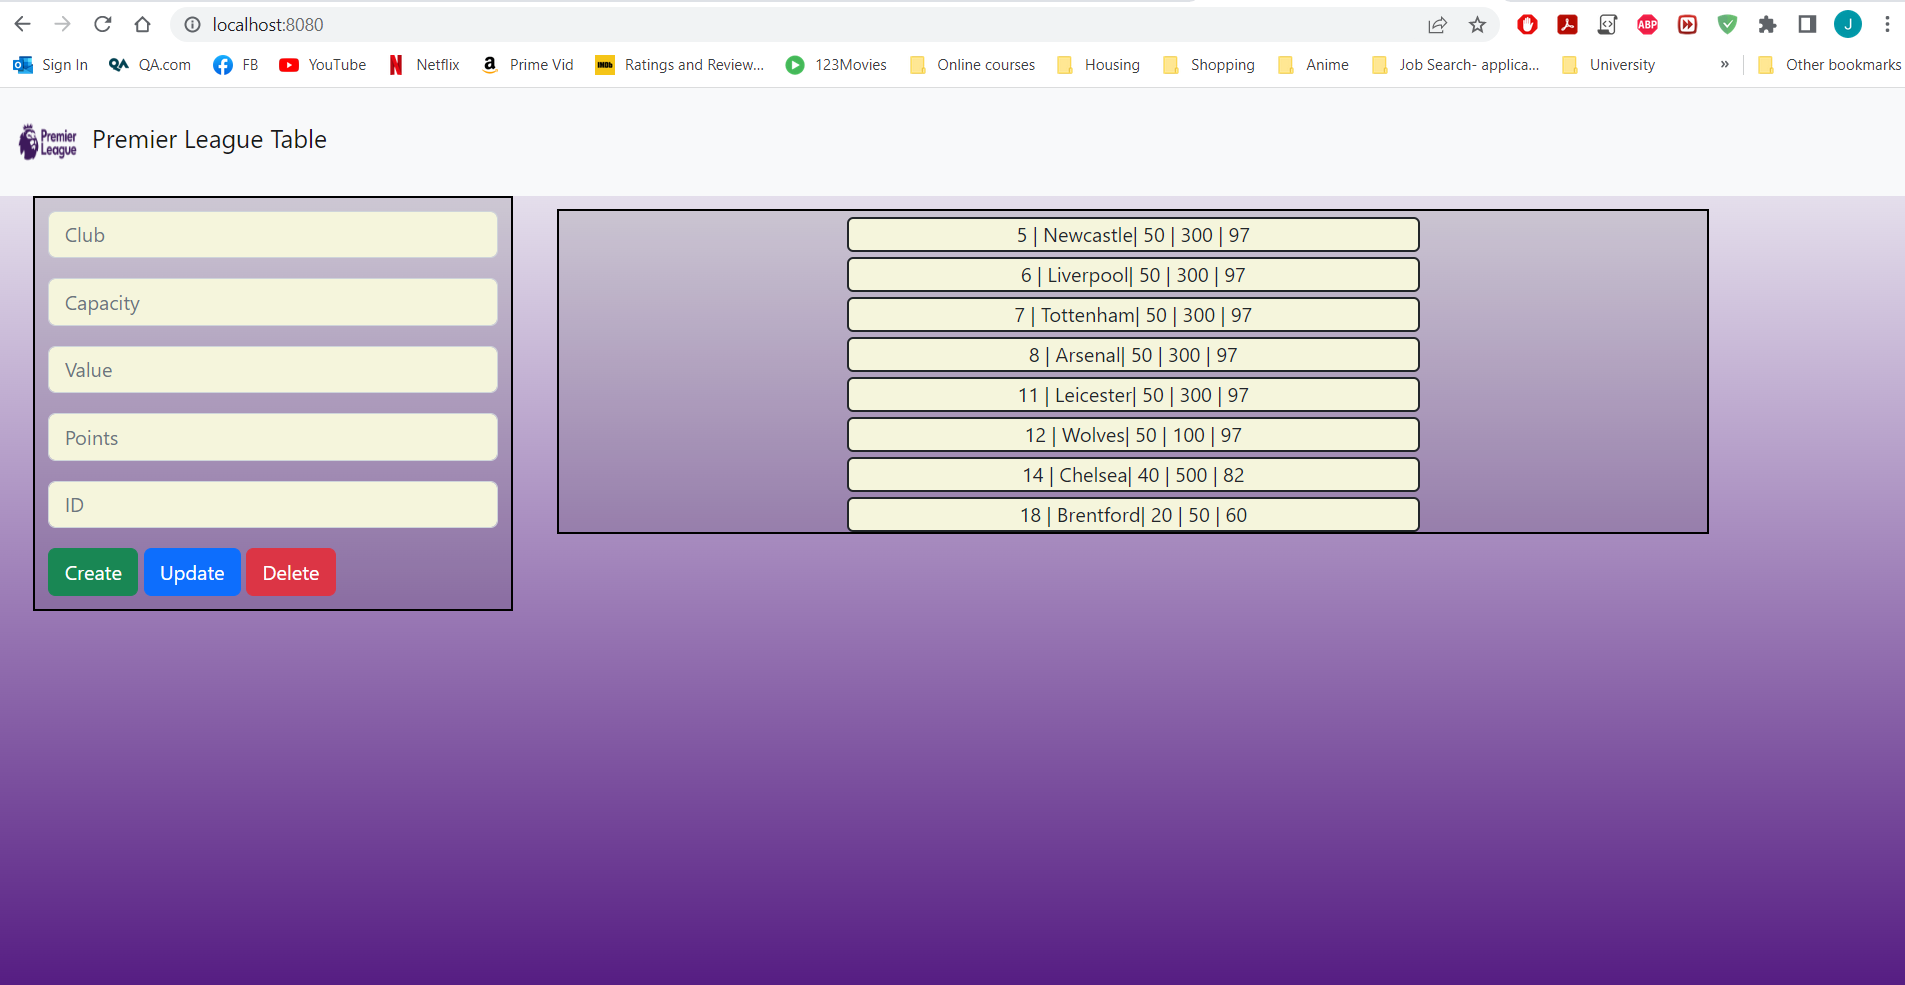 localhost:8080
ABP
J
Sign In QA QA.com FB YouTube N Netflix a Prime Vid IMDb Ratings and Review... 123Movies Online courses Housing Shopping Anime Job Search- applica... University » Other bookmarks
Premier League Premier League Table
Club
Capacity
Value
Points
ID
Create Update Delete
5 | Newcastle| 50 | 300 | 97
6 | Liverpool| 50 | 300 | 97
7 | Tottenham| 50 | 300 | 97
8 | Arsenal| 50 | 300 | 97
11 | Leicester| 50 | 300 | 97
12 | Wolves| 50 | 100 | 97
14 | Chelsea| 40 | 500 | 82
18 | Brentford| 20 | 50 | 60